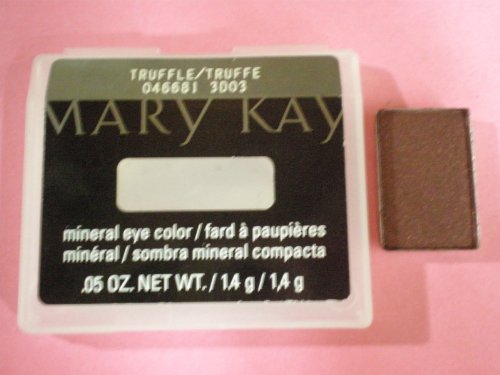 TRUFFLE/TRUFFE
046681 3D03
MARY KAY
mineral eye color / fard à paupières
minéral / sombra mineral compacta
.05 OZ. NET WT. / 1,4 g / 1,4 g